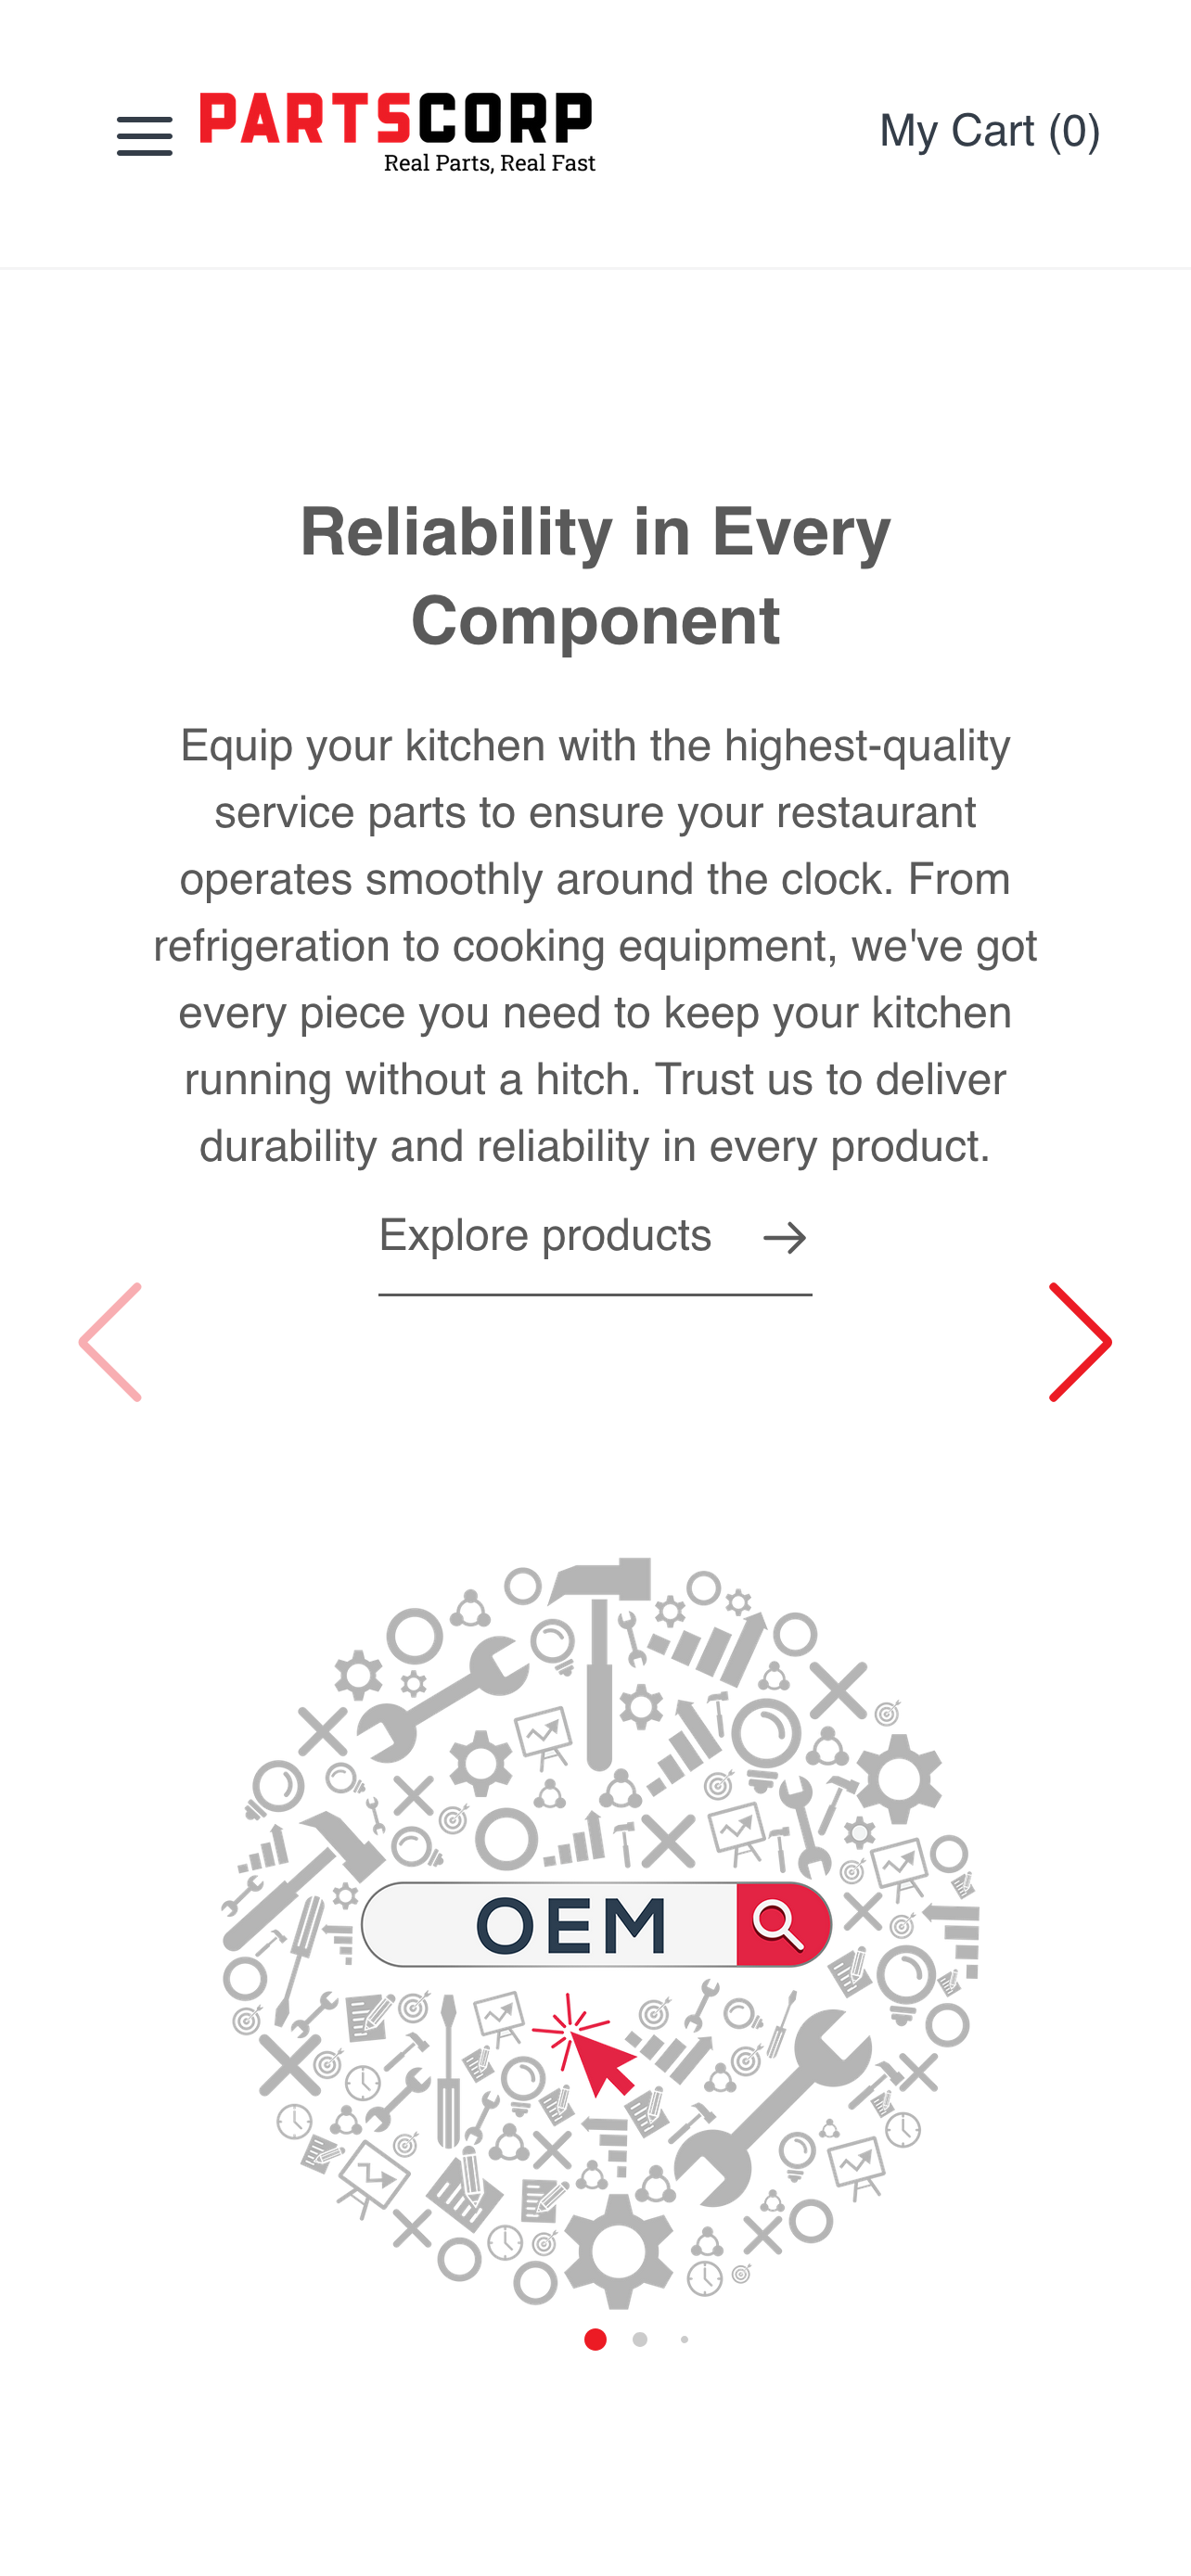 PARTSCORP
Real Parts, Real Fast
My Cart (0)
Reliability in Every
Component
Equip your kitchen with the highest-quality
service parts to ensure your restaurant
operates smoothly around the clock. From
refrigeration to cooking equipment, we've got
every piece you need to keep your kitchen
running without a hitch. Trust us to deliver
durability and reliability in every product.
Explore products
OEM